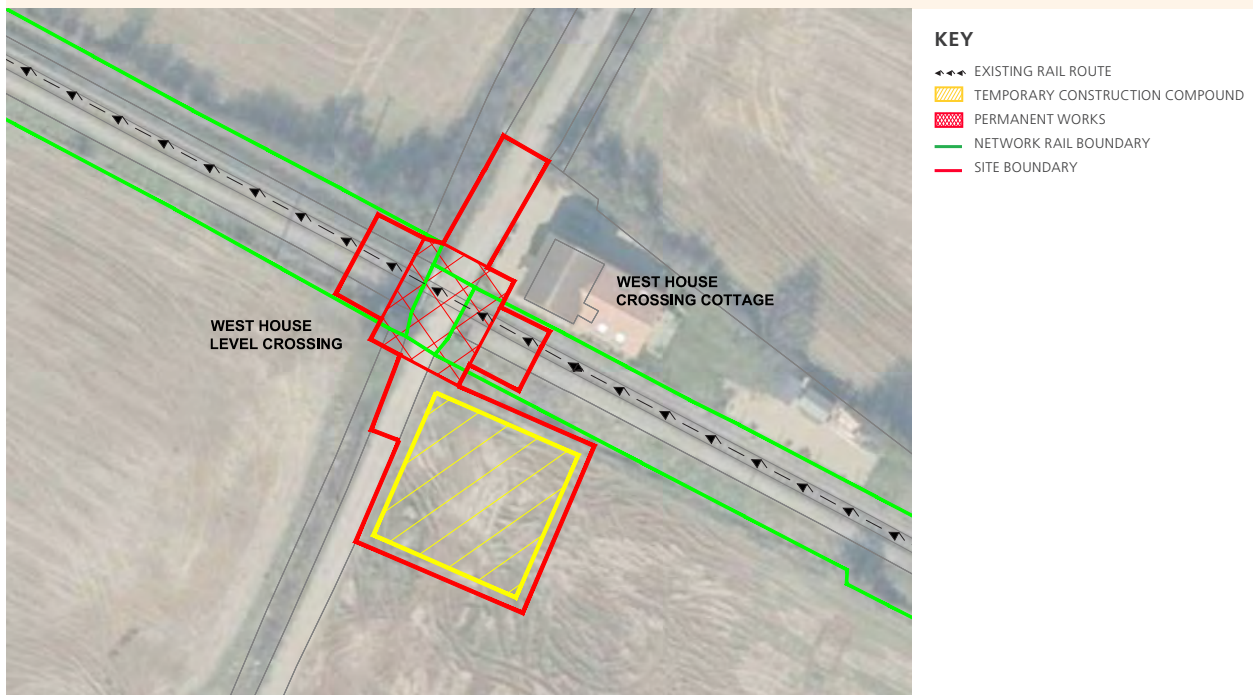 KEY
EXISTING RAIL ROUTE
TEMPORARY CONSTRUCTION COMPOUND
PERMANENT WORKS
NETWORK RAIL BOUNDARY
SITE BOUNDARY
WEST HOUSE
CROSSING COTTAGE
WEST HOUSE
LEVEL CROSSING